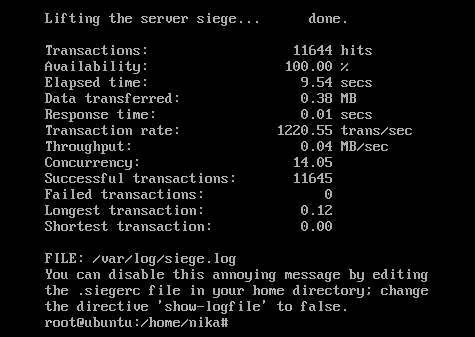 Lifting the server siege...      done.
Transactions:                  11644 hits
Availability:                 100.00 %
Elapsed time:                   9.54 secs
Data transferred:               0.38 MB
Response time:                  0.01 secs
Transaction rate:            1220.55 trans/sec
Throughput:                     0.04 MB/sec
Concurrency:                   14.05
Successful transactions:       11645
Failed transactions:               0
Longest transaction:            0.12
Shortest transaction:           0.00
FILE: /var/log/siege.log
You can disable this annoying message by editing
the .siegerc file in your home directory; change
the directive 'show-logfile' to false.
root@ubuntu:/home/nika#